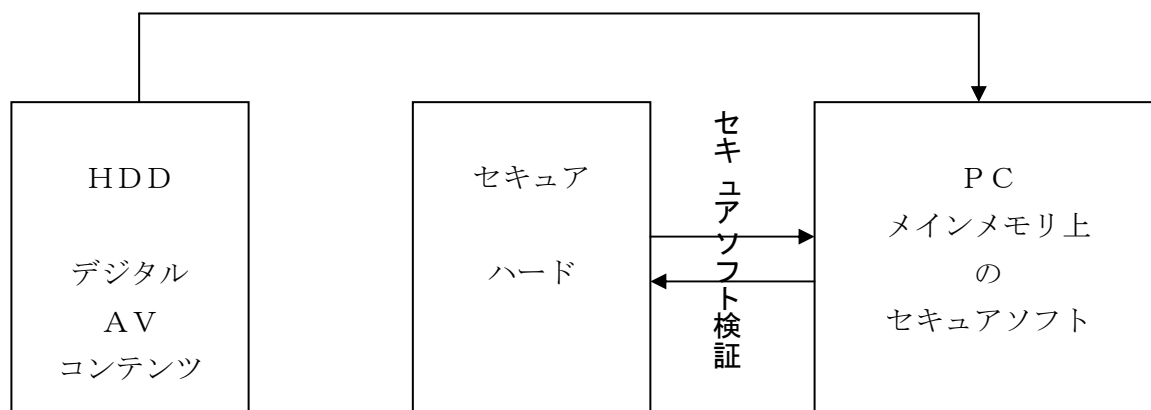 ＨＤＤ
デジタル
ＡＶ
コンテンツ
セキュア
ハード
セキュアソフト検証
ＰＣ
メインメモリ上
の
セキュアソフト